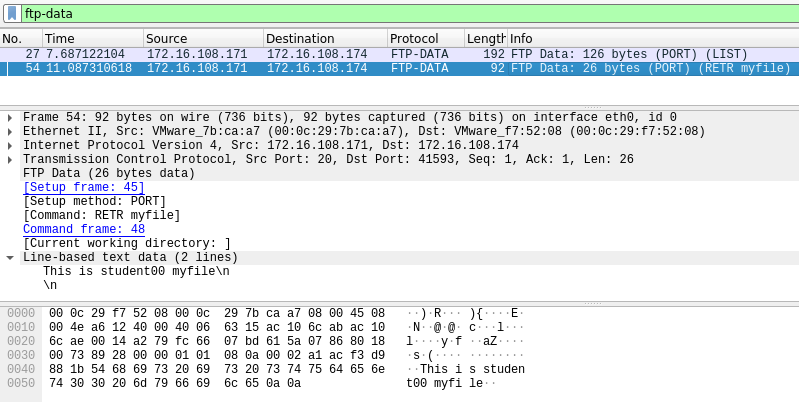 ftp-data
No. Time Source Destination Protocol Length Info
27 7.687122104 172.16.108.171 172.16.108.174 FTP-DATA 192 FTP Data: 126 bytes (PORT) (LIST)
54 11.087310618 172.16.108.171 172.16.108.174 FTP-DATA 92 FTP Data: 26 bytes (PORT) (RETR myfile)
Frame 54: 92 bytes on wire (736 bits), 92 bytes captured (736 bits) on interface eth0, id 0
Ethernet II, Src: VMware_7b:ca:a7 (00:0c:29:7b:ca:a7), Dst: VMware_f7:52:08 (00:0c:29:f7:52:08)
Internet Protocol Version 4, Src: 172.16.108.171, Dst: 172.16.108.174
Transmission Control Protocol, Src Port: 20, Dst Port: 41593, Seq: 1, Ack: 1, Len: 26
FTP Data (26 bytes data)
[Setup frame: 45]
[Setup method: PORT]
[Command: RETR myfile]
Command frame: 48
[Current working directory: ]
Line-based text data (2 lines)
This is student00 myfile\n
\n
0000 00 0c 29 f7 52 08 00 0c 29 7b ca a7 08 00 45 08 ··)·R··· ){····E·
0010 00 4e a6 12 40 00 40 06 63 15 ac 10 6c ab ac 10 ·N··@·@· c···l···
0020 6c ae 00 14 a2 79 fc 66 07 bd 61 5a 07 86 80 18 l····y·f ··aZ····
0030 00 73 89 28 00 00 01 01 08 0a 00 02 a1 ac f3 d9 ·s·(···· ········
0040 88 1b 54 68 69 73 20 69 73 20 73 74 75 64 65 6e ··This i s studen
0050 74 30 30 20 6d 79 66 69 6c 65 0a 0a t00 myfi le··